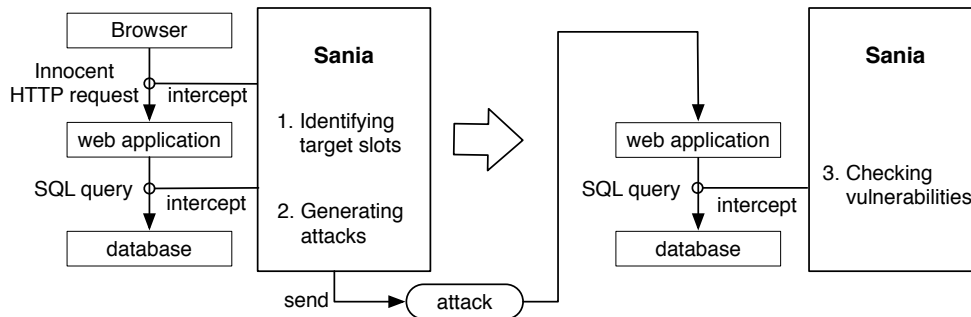 Browser
Innocent
HTTP request
intercept
web application
SQL query
intercept
database
Sania
1. Identifying
target slots
2. Generating
attacks
send
attack
web application
SQL query
intercept
database
Sania
3. Checking
vulnerabilities